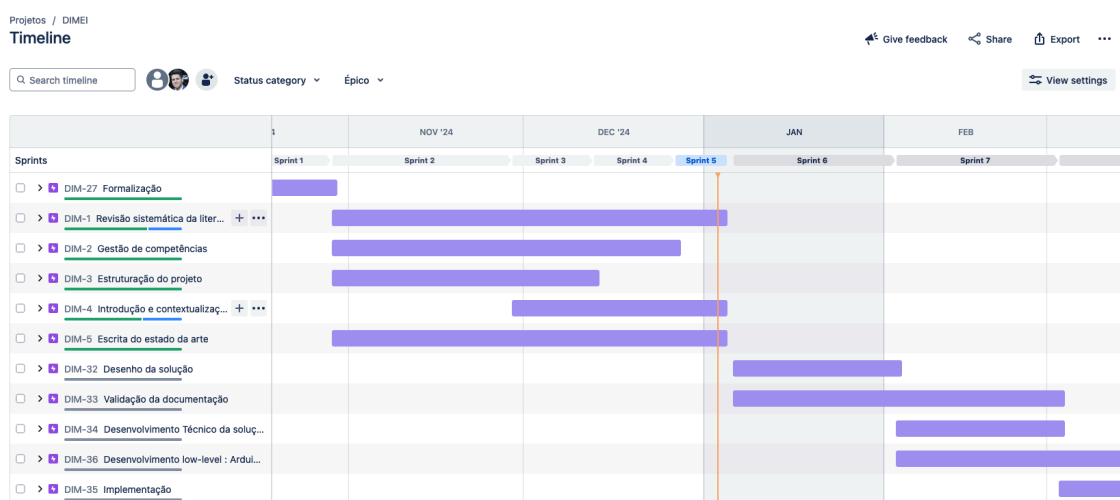 Projetos / DIMEI
Timeline
Give feedback Share Export
Search timeline Status category Épico View settings
4 NOV '24 DEC '24 JAN FEB
Sprints Sprint 1 Sprint 2 Sprint 3 Sprint 4 Sprint 5 Sprint 6 Sprint 7
DIM-27 Formalização
DIM-1 Revisão sistemática da liter...
DIM-2 Gestão de competências
DIM-3 Estruturação do projeto
DIM-4 Introdução e contextualizaç...
DIM-5 Escrita do estado da arte
DIM-32 Desenho da solução
DIM-33 Validação da documentação
DIM-34 Desenvolvimento Técnico da soluç...
DIM-36 Desenvolvimento low-level : Ardui...
DIM-35 Implementação